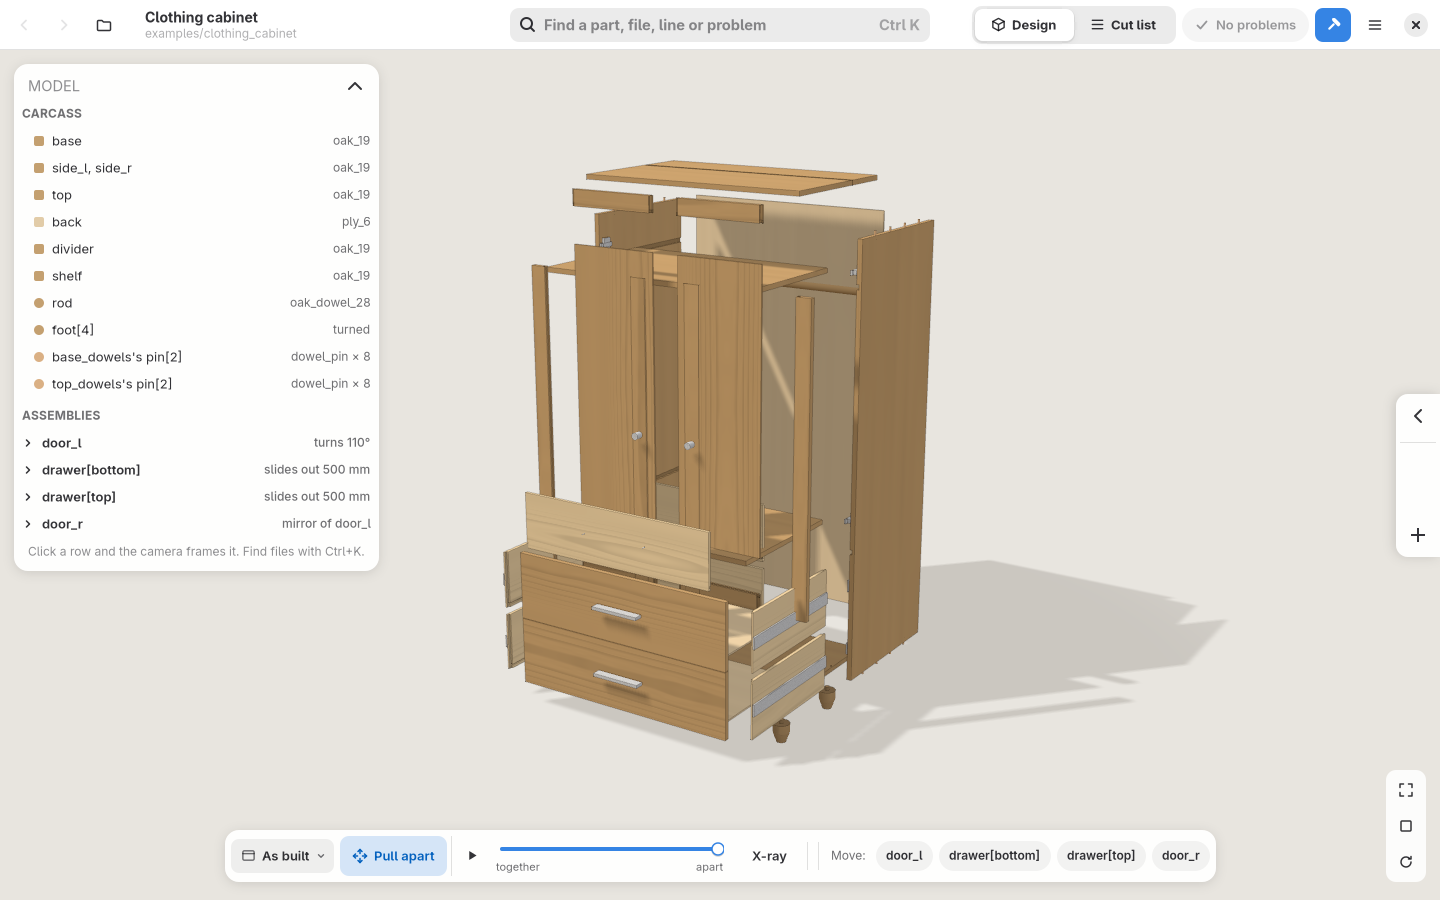 Clothing cabinet
examples/clothing_cabinet
Find a part, file, line or problem
Ctrl K
Design
Cut list
No problems
MODEL
CARCASS
base oak_19
side_l, side_r oak_19
top oak_19
back ply_6
divider oak_19
shelf oak_19
rod oak_dowel_28
foot[4] turned
base_dowels's pin[2] dowel_pin × 8
top_dowels's pin[2] dowel_pin × 8
ASSEMBLIES
door_l turns 110°
drawer[bottom] slides out 500 mm
drawer[top] slides out 500 mm
door_r mirror of door_l
Click a row and the camera frames it. Find files with Ctrl+K.
As built
Pull apart
together
apart
X-ray
Move:
door_l
drawer[bottom]
drawer[top]
door_r